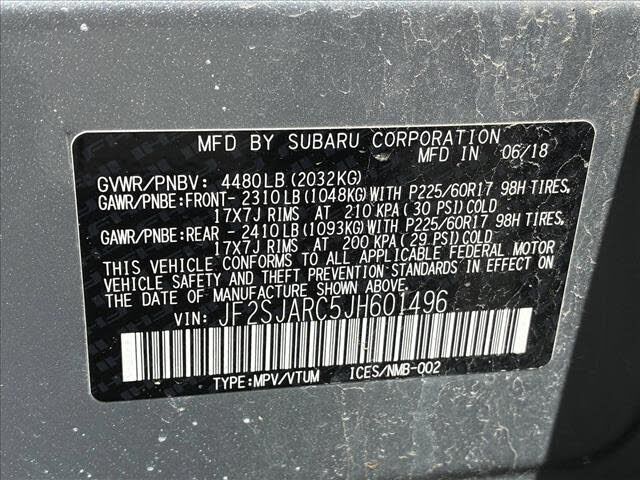 MFD BY SUBARU CORPORATION
MFD IN 06/18
GVWR/PNBV: 4480LB(2032KG)
GAWR/PNBE:FRONT- 2310LB(1048KG)WITH P225/60R17 98H TIRES,
17X7J RIMS AT 210 KPA(30 PSI)COLD
GAWR/PNBE:REAR - 2410LB(1093KG)WITH P225/60R17 98H TIRES,
17X7J RIMS AT 200 KPA(29 PSI)COLD
THIS VEHICLE CONFORMS TO ALL APPLICABLE FEDERAL MOTOR
VEHICLE SAFETY AND THEFT PREVENTION STANDARDS IN EFFECT
ON THE DATE OF MANUFACTURE SHOWN ABOVE.
VIN: JF2SJARC5JH601496
TYPE:MPV/VTUM ICES/NMB-002